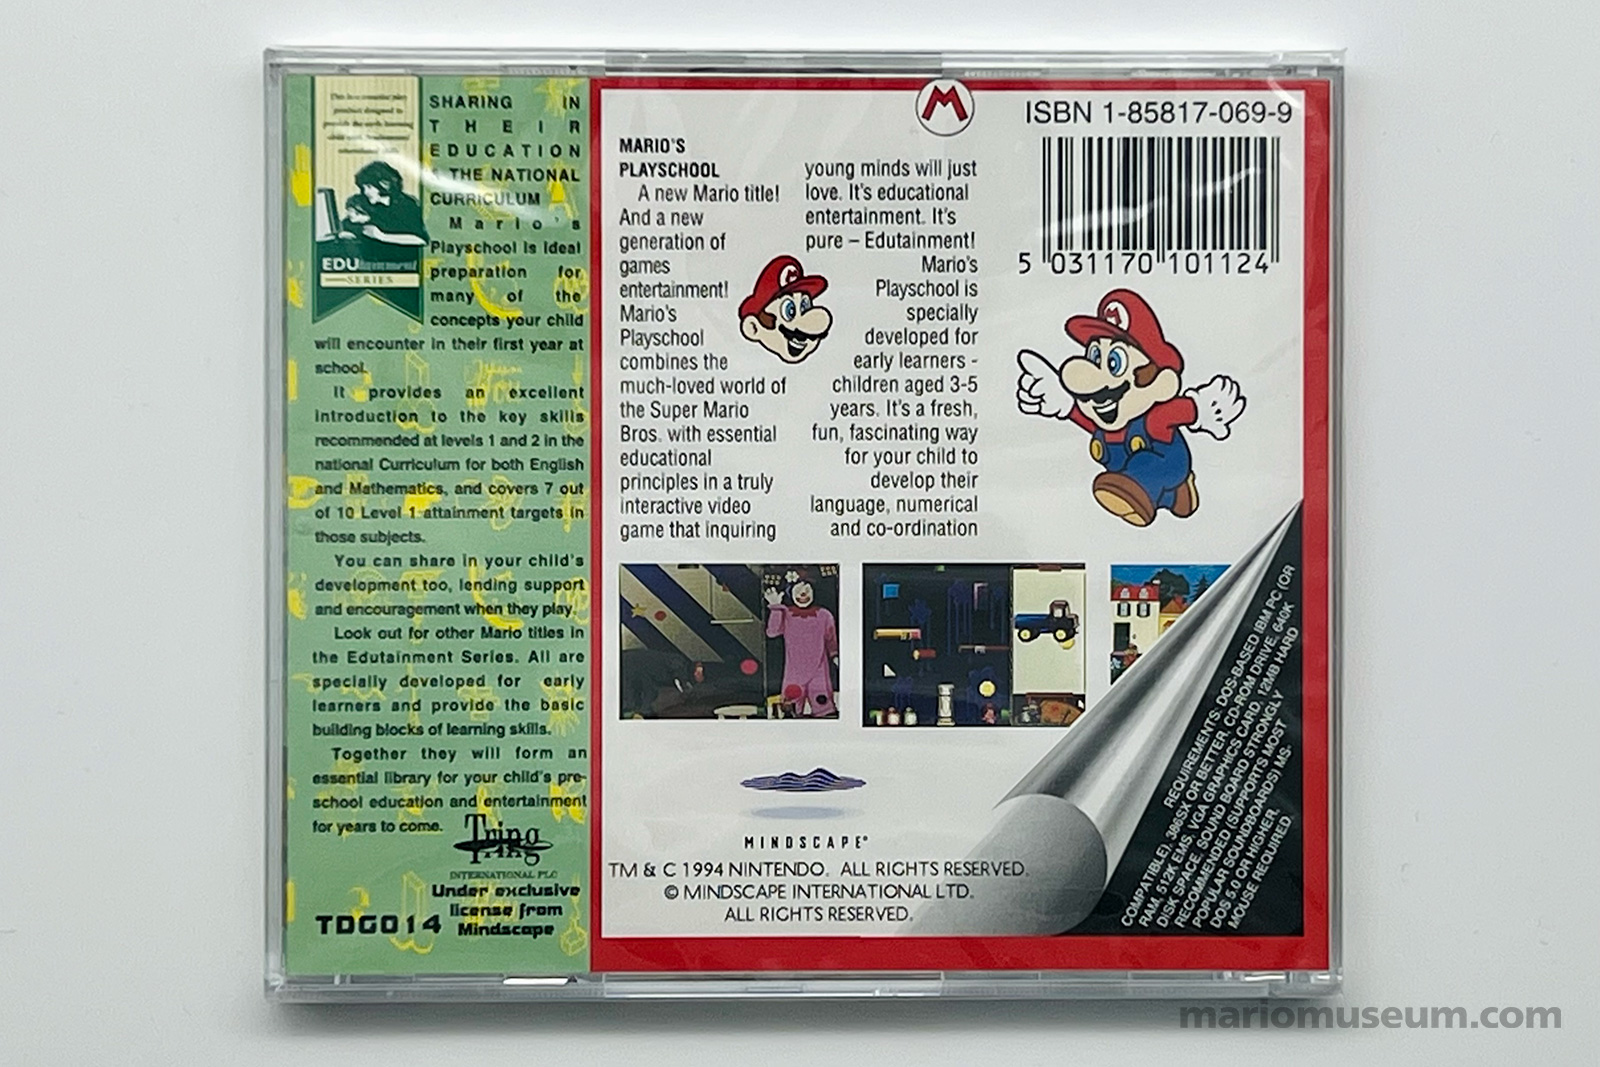 SHARING IN
THEIR
EDUCATION
& THE NATIONAL
CURRICULUM
Mario's
Playschool is ideal
preparation for
many of the
concepts your child
will encounter in their first year at
school.
It provides an excellent
introduction to the key skills
recommended at levels 1 and 2 in the
national Curriculum for both English
and Mathematics, and covers 7 out
of 10 Level 1 attainment targets in
those subjects.
You can share in your child's
development too, lending support
and encouragement when they play.
Look out for other Mario titles in
the Edutainment Series. All are
specially developed for early
learners and provide the basic
building blocks of learning skills.
Together they will form an
essential library for your child's pre-
school education and entertainment
for years to come.
EDUtainment
SERIES
Tring
INTERNATIONAL PLC
Under exclusive
license from
Mindscape
TDG014
M
MARIO'S
PLAYSCHOOL
A new Mario title!
And a new
generation of
games
entertainment!
Mario's
Playschool
combines the
much-loved world of
the Super Mario
Bros. with essential
educational
principles in a truly
interactive video
game that inquiring
young minds will just
love. It's educational
entertainment. It's
pure – Edutainment!
Mario's
Playschool is
specially
developed for
early learners -
children aged 3-5
years. It's a fresh,
fun, fascinating way
for your child to
develop their
language, numerical
and co-ordination
ISBN 1-85817-069-9
5 031170 101124
MINDSCAPE®
TM & C 1994 NINTENDO. ALL RIGHTS RESERVED.
© MINDSCAPE INTERNATIONAL LTD.
ALL RIGHTS RESERVED.
REQUIREMENTS, DOS-BASED IBM PC (OR
COMPATIBLE), 386SX OR BETTER, CD-ROM DRIVE, 640K
RAM, 512K EMS, VGA GRAPHICS CARD, 12MB HARD
DISK SPACE. SOUND BOARD STRONGLY
RECOMMENDED (SUPPORTS MOST
POPULAR SOUNDBOARDS) MS-
DOS 5.0 OR HIGHER.
MOUSE REQUIRED.
mariomuseum.com